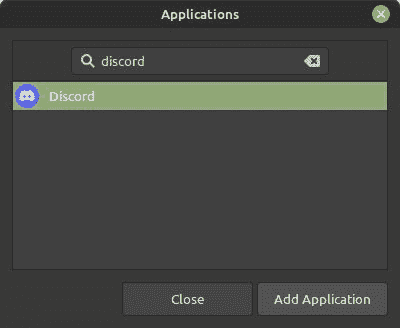 Applications
discord
Discord
Close
Add Application